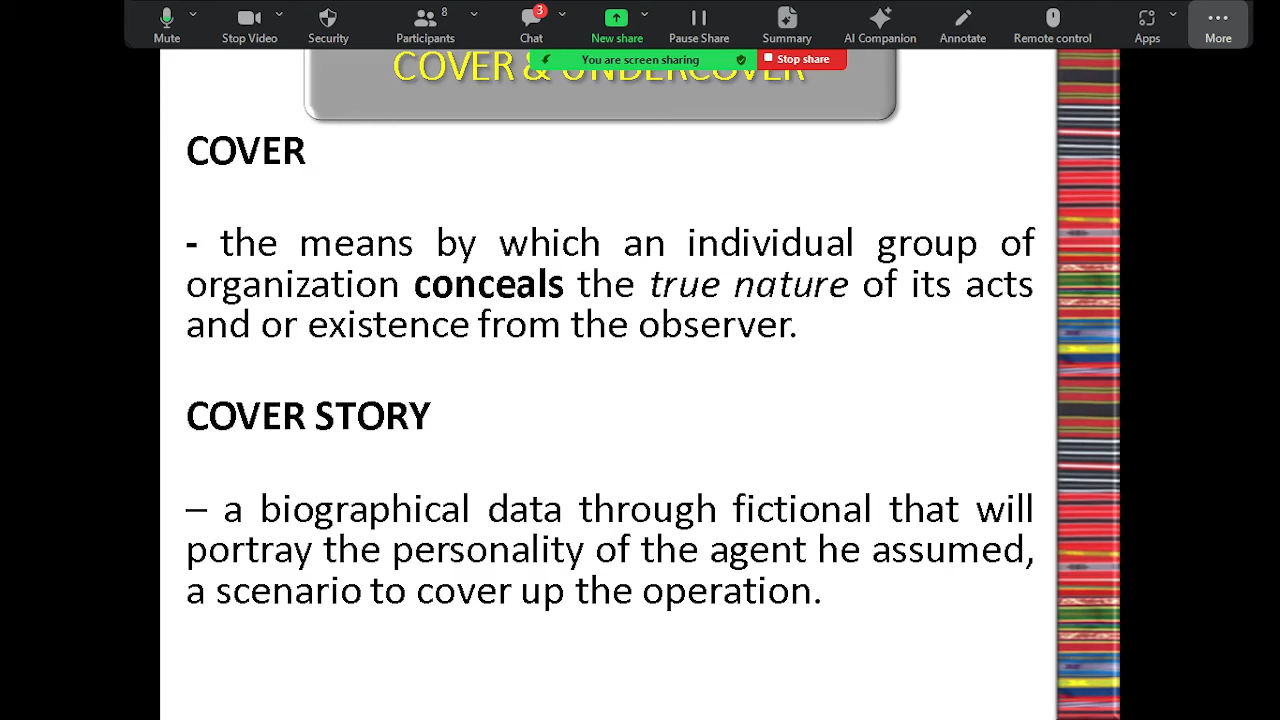 8
3
Mute Stop Video Security Participants Chat New share Pause Share Summary AI Companion Annotate Remote control Apps More
You are screen sharing Stop share
COVER & UNDERCOVER
COVER
- the means by which an individual group of
organization conceals the true nature of its acts
and or existence from the observer.
COVER STORY
– a biographical data through fictional that will
portray the personality of the agent he assumed,
a scenario to cover up the operation.